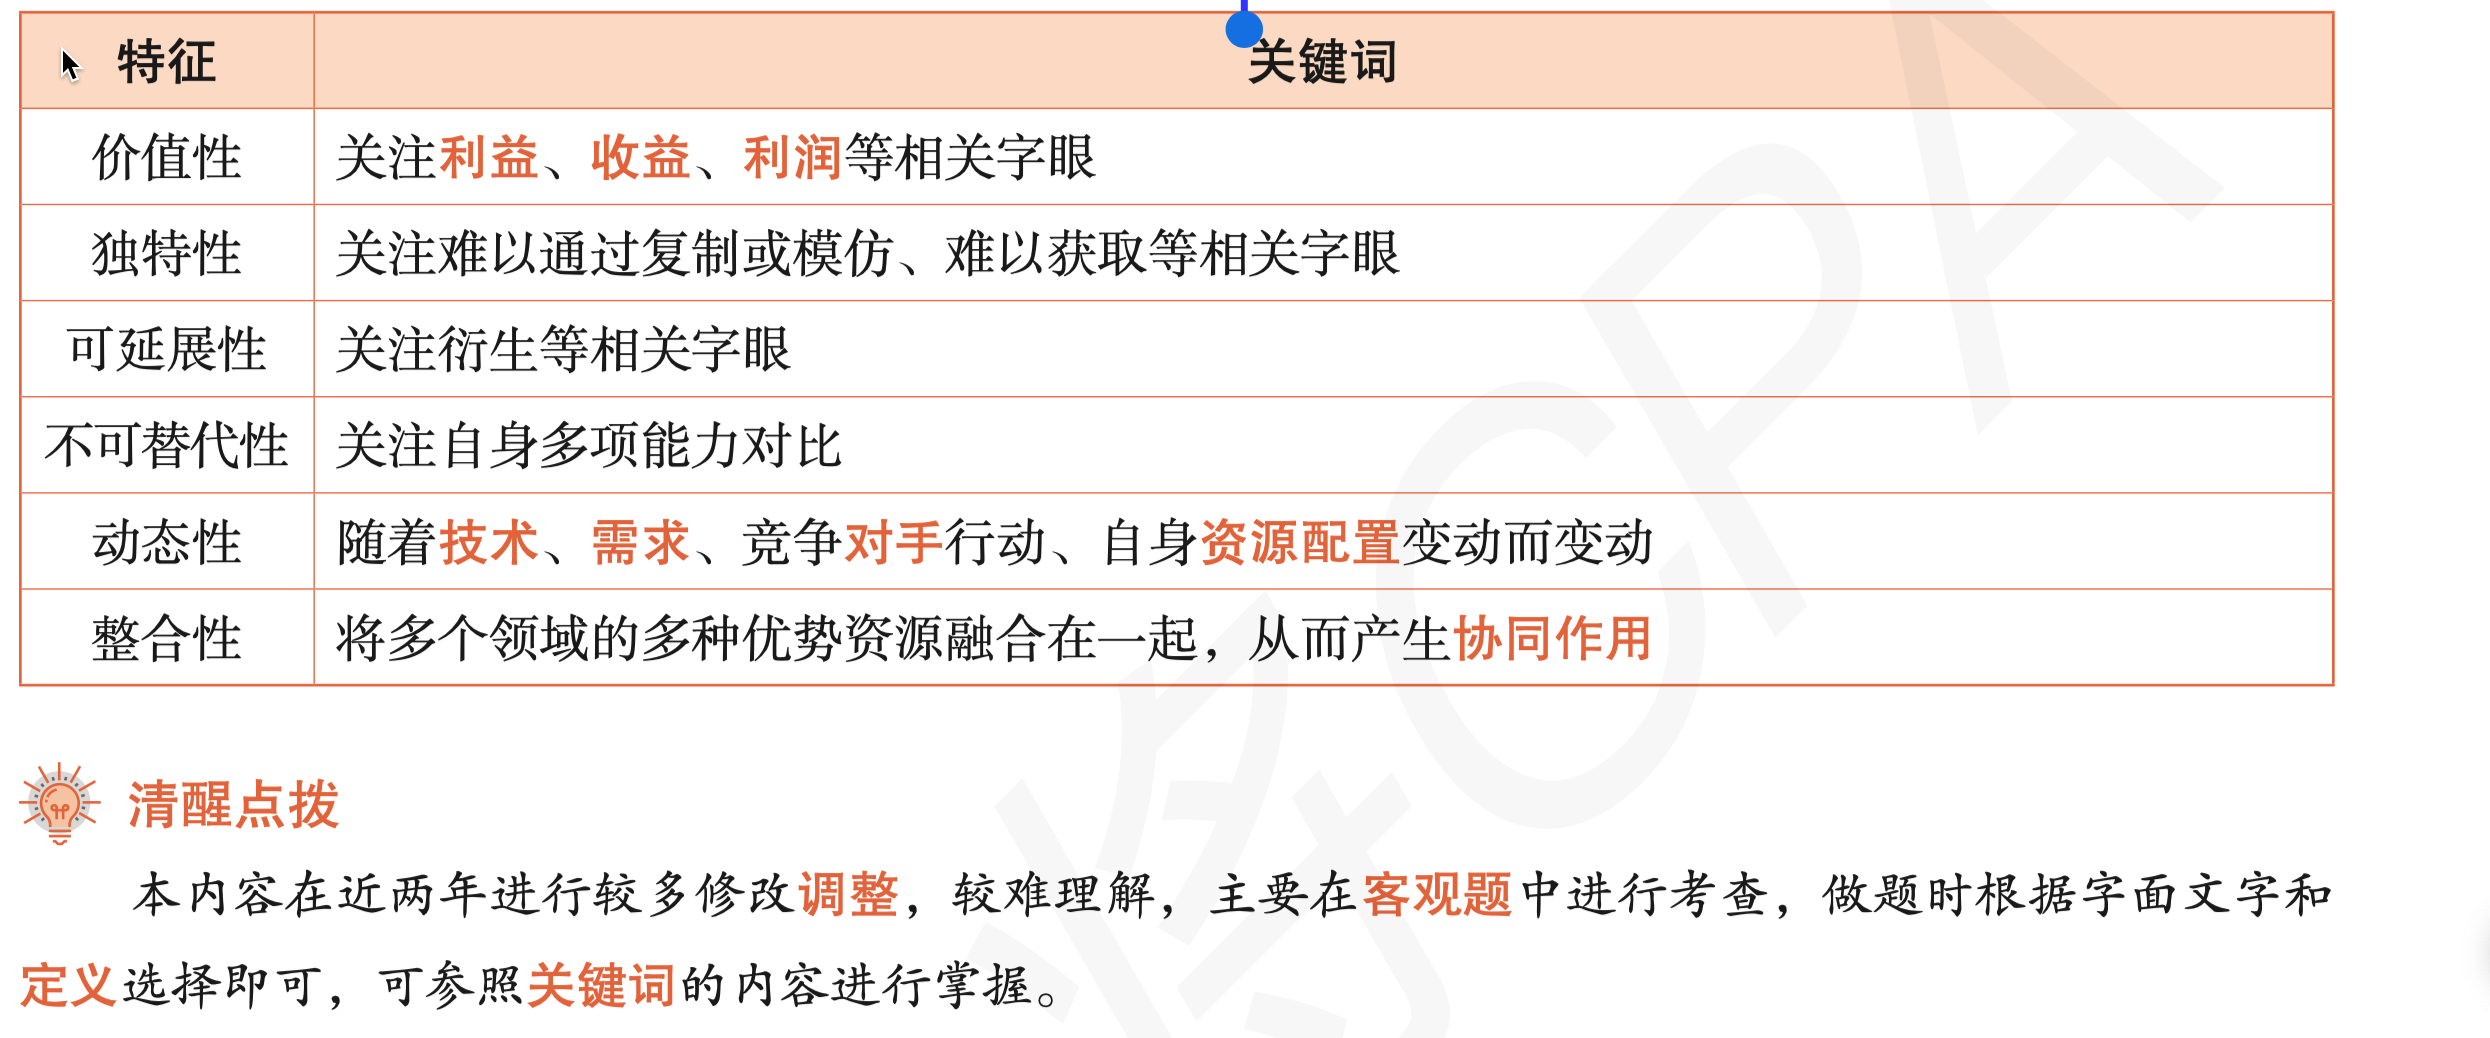 特征 关键词
价值性 关注利益、收益、利润等相关字眼
独特性 关注难以通过复制或模仿、难以获取等相关字眼
可延展性 关注衍生等相关字眼
不可替代性 关注自身多项能力对比
动态性 随着技术、需求、竞争对手行动、自身资源配置变动而变动
整合性 将多个领域的多种优势资源融合在一起，从而产生协同作用
清醒点拨
本内容在近两年进行较多修改调整，较难理解，主要在客观题中进行考查，做题时根据字面文字和
定义选择即可，可参照关键词的内容进行掌握。
CPA